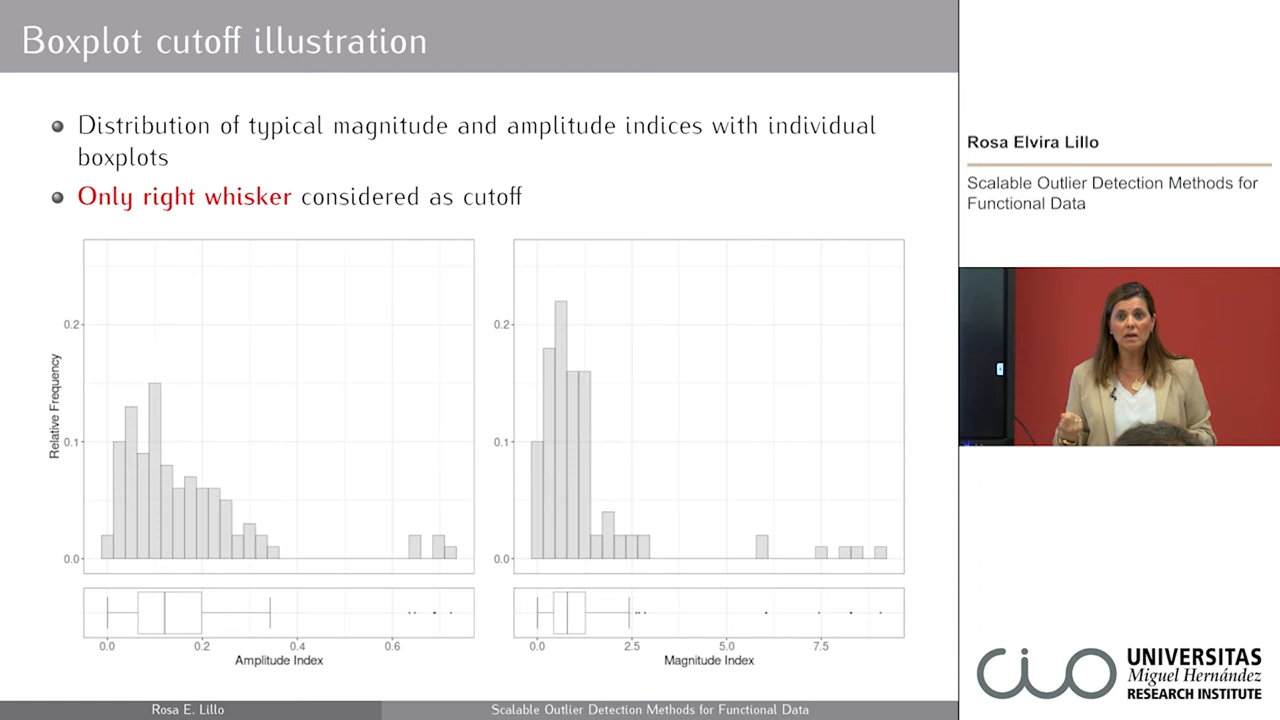 Boxplot cutoff illustration
Distribution of typical magnitude and amplitude indices with individual
boxplots
Only right whisker considered as cutoff
Relative Frequency
0.2
0.1
0.0
0.0
0.2
0.4
0.6
Amplitude Index
0.2
0.1
0.0
0.0
2.5
5.0
7.5
Magnitude Index
Rosa E. Lillo
Scalable Outlier Detection Methods for Functional Data
Rosa Elvira Lillo
Scalable Outlier Detection Methods for
Functional Data
cio
UNIVERSITAS
Miguel Hernández
RESEARCH INSTITUTE